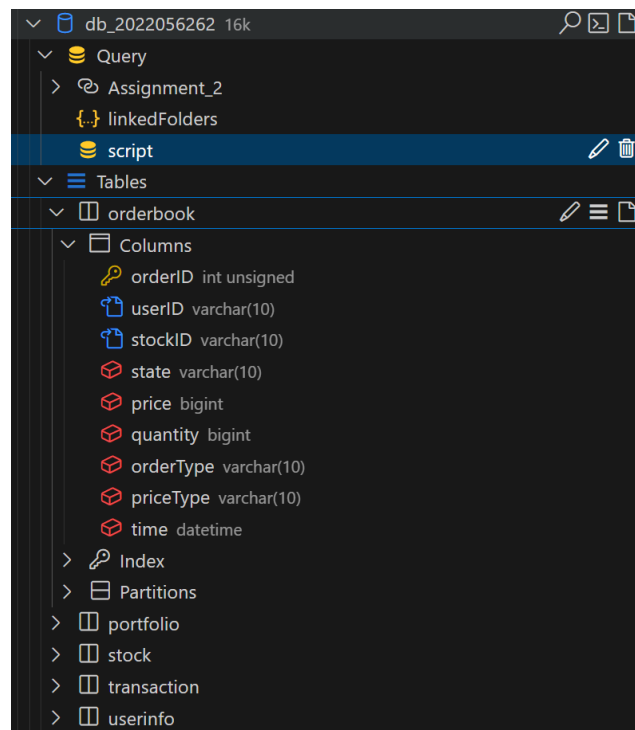 db_2022056262 16k
Query
Assignment_2
linkedFolders
script
Tables
orderbook
Columns
orderID int unsigned
userID varchar(10)
stockID varchar(10)
state varchar(10)
price bigint
quantity bigint
orderType varchar(10)
priceType varchar(10)
time datetime
Index
Partitions
portfolio
stock
transaction
userinfo